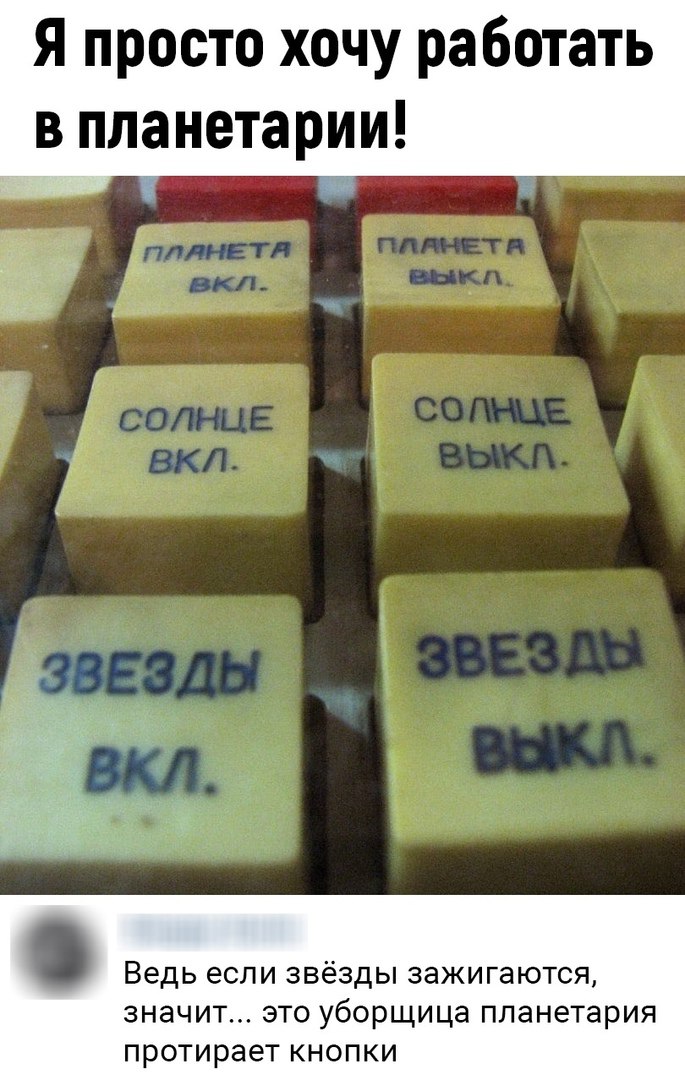 Я просто хочу работать
в планетарии!
ПЛАНЕТА ПЛАНЕТА
ВКЛ. ВЫКЛ.
СОЛНЦЕ СОЛНЦЕ
ВКЛ. ВЫКЛ.
ЗВЕЗДЫ ЗВЕЗДЫ
ВКЛ. ВЫКЛ.
Ведь если звёзды зажигаются,
значит... это уборщица планетария
протирает кнопки